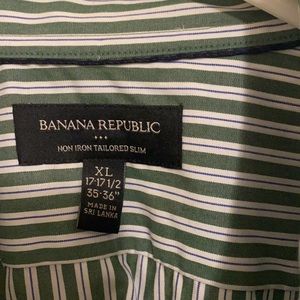 BANANA REPUBLIC
•••
NON IRON TAILORED SLIM
XL
17-17 1/2
35-36"
MADE IN
SRI LANKA